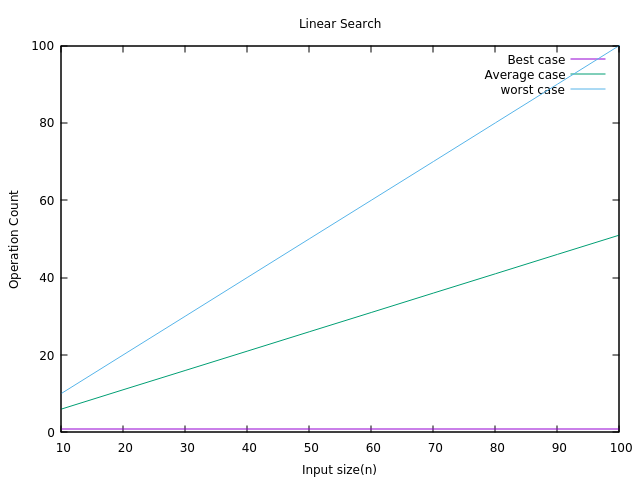 Linear Search
100
80
60
40
20
0
Operation Count
Best case
Average case
worst case
10 20 30 40 50 60 70 80 90 100
Input size(n)